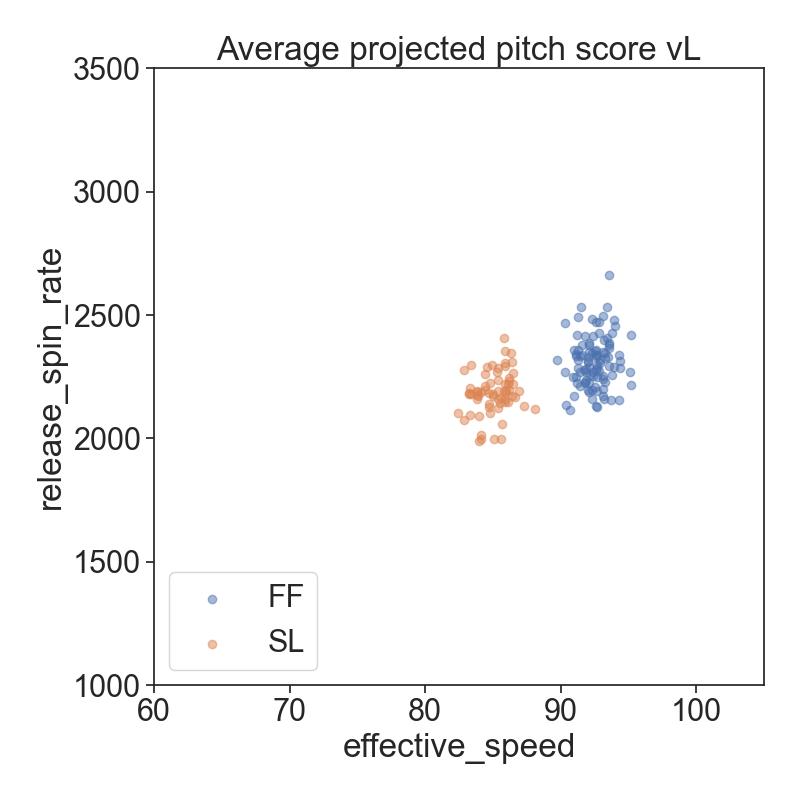 Average projected pitch score vL
3500
3000
2500
2000
1500
1000
release_spin_rate
FF
SL
60
70
80
90
100
effective_speed